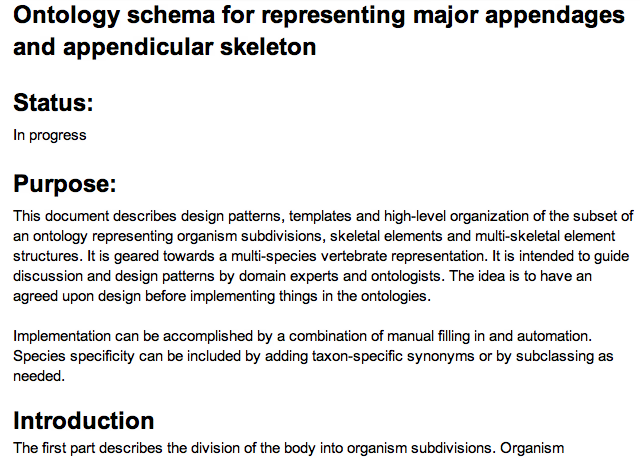 Ontology schema for representing major appendages
and appendicular skeleton
Status:
In progress
Purpose:
This document describes design patterns, templates and high-level organization of the subset of
an ontology representing organism subdivisions, skeletal elements and multi-skeletal element
structures. It is geared towards a multi-species vertebrate representation. It is intended to guide
discussion and design patterns by domain experts and ontologists. The idea is to have an
agreed upon design before implementing things in the ontologies.
Implementation can be accomplished by a combination of manual filling in and automation.
Species specificity can be included by adding taxon-specific synonyms or by subclassing as
needed.
Introduction
The first part describes the division of the body into organism subdivisions. Organism